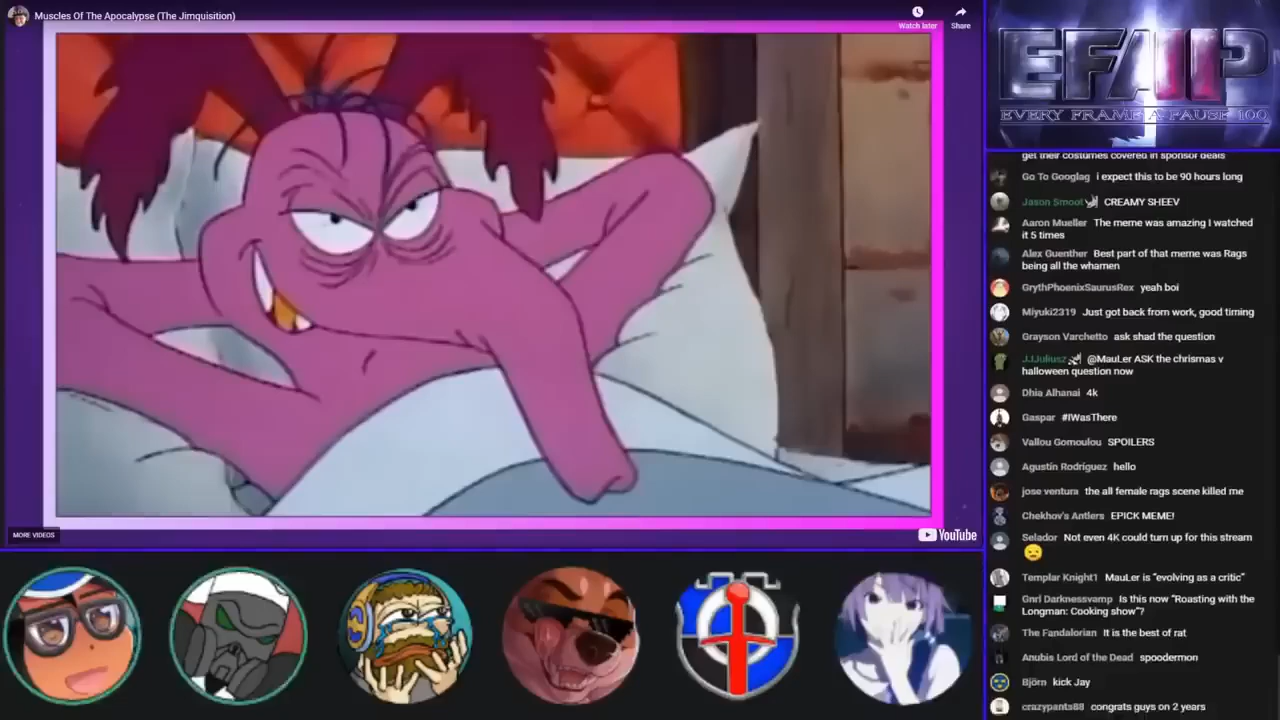 Muscles Of The Apocalypse (The Jimquisition)
Watch later
Share
MORE VIDEOS
YouTube
EFAP
EVERY FRAME A PAUSE 100
get their costumes covered in sponsor deals
Go To Googlag i expect this to be 90 hours long
Jason Smoot CREAMY SHEEV
Aaron Mueller The meme was amazing I watched
it 5 times
Alex Guenther Best part of that meme was Rags
being all the whamen
GrythPhoenixSaurusRex yeah boi
Miyuki2319 Just got back from work, good timing
Grayson Varchetto ask shad the question
J.I.Juliusz @MauLer ASK the chrismas v
halloween question now
Dhia Alhanai 4k
Gaspar #IWasThere
Vallou Gomoulou SPOILERS
Agustín Rodríguez hello
jose ventura the all female rags scene killed me
Chekhov's Antlers EPICK MEME!
Selador Not even 4K could turn up for this stream
Templar Knight1 MauLer is “evolving as a critic”
Gnri Darknessvamp Is this now “Roasting with the
Longman: Cooking show”?
The Fandalorian It is the best of rat
Anubis Lord of the Dead spoodermon
Björn kick Jay
crazypants88 congrats guys on 2 years